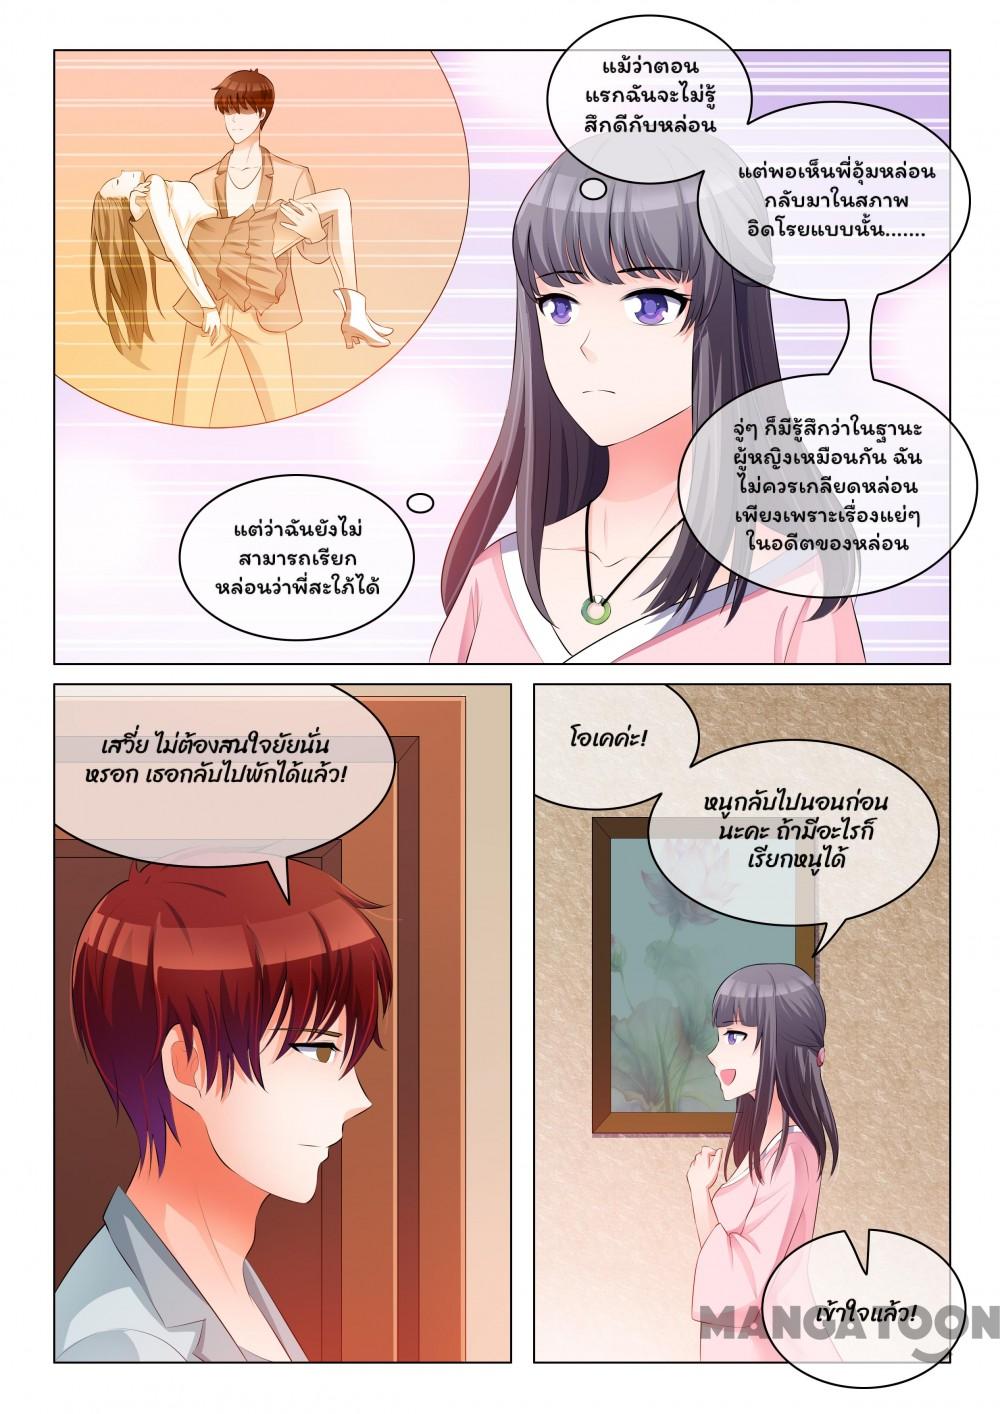 แม้ว่าตอน
แรกฉันจะไม่รู้
สึกดีกับหล่อน
แต่พอเห็นพี่อุ้มหล่อน
กลับมาในสภาพ
อิดโรยแบบนั้น.......
จู่ๆ ก็มีรู้สึกว่าในฐานะ
ผู้หญิงเหมือนกัน ฉัน
ไม่ควรเกลียดหล่อน
เพียงเพราะเรื่องแย่ๆ
ในอดีตของหล่อน
แต่ว่าฉันยังไม่
สามารถเรียก
หล่อนว่าพี่สะใภ้ได้
เสวี่ย ไม่ต้องสนใจยัยนั่น
หรอก เธอกลับไปพักได้แล้ว!
โอเคค่ะ!
หนูกลับไปนอนก่อน
นะคะ ถ้ามีอะไรก็
เรียกหนูได้
เข้าใจแล้ว!
MANGATOON